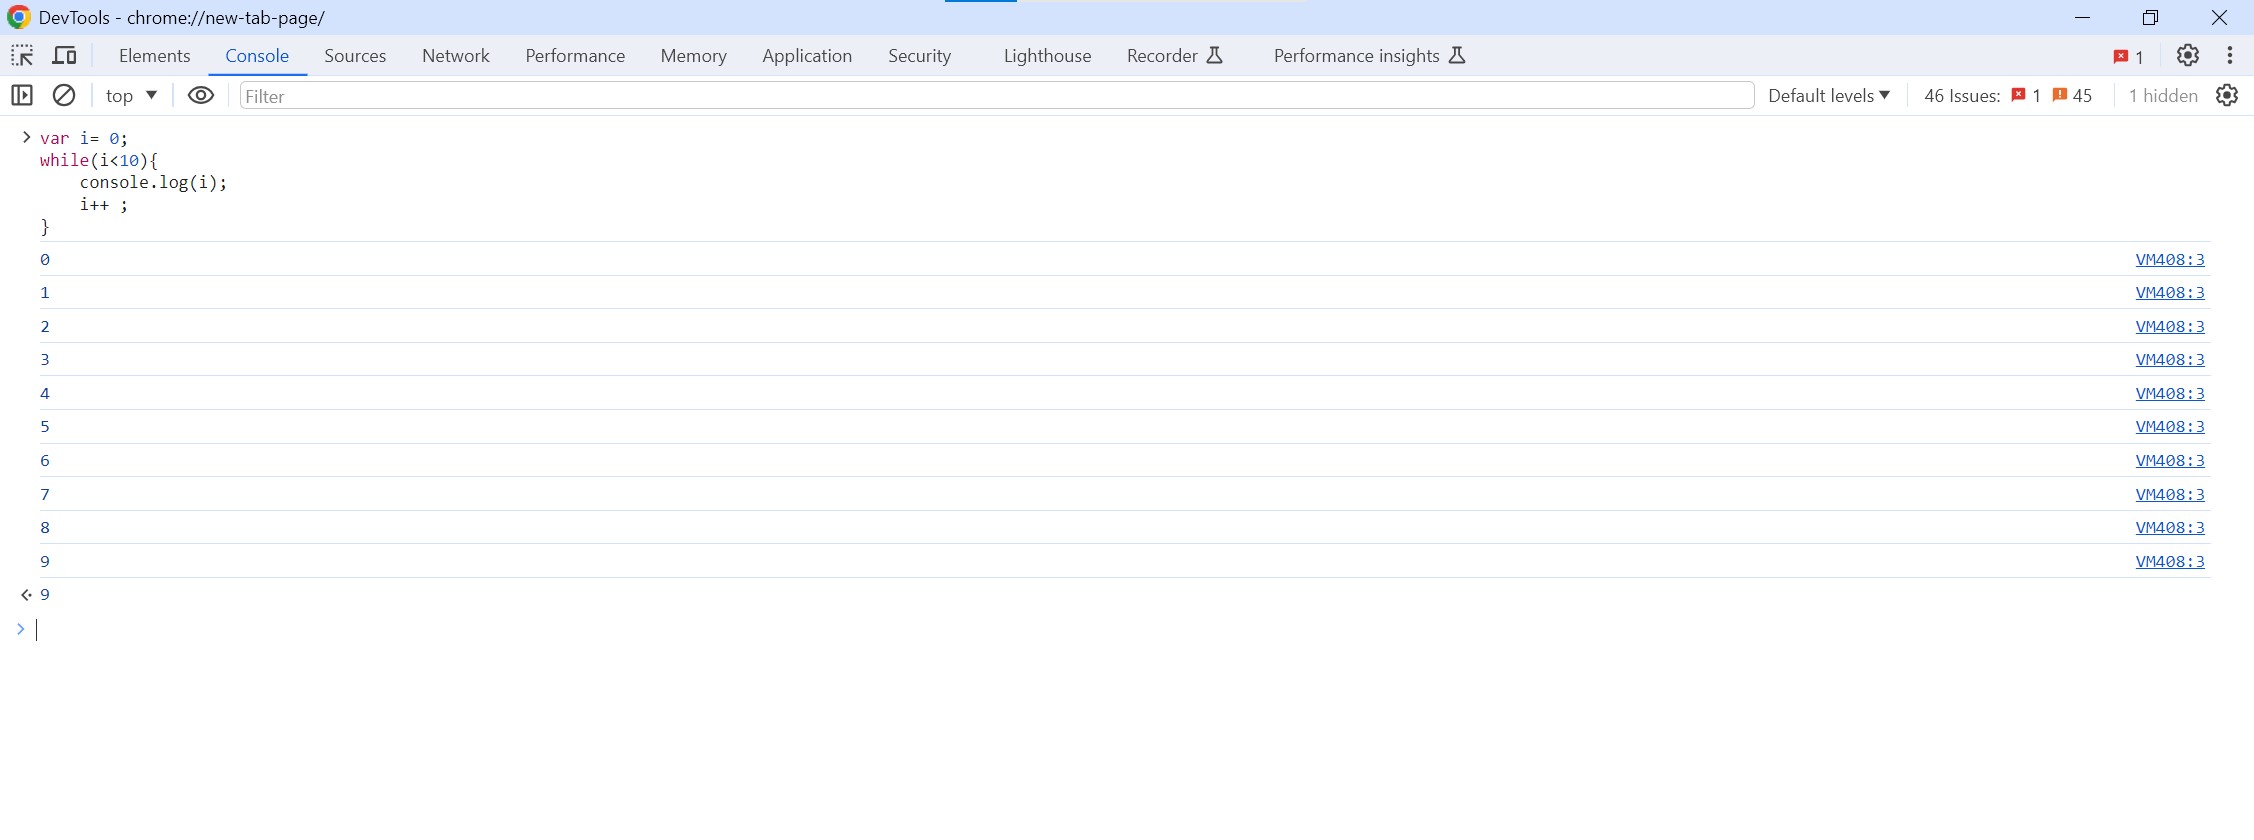 DevTools - chrome://new-tab-page/
Elements Console Sources Network Performance Memory Application Security Lighthouse Recorder Performance insights 1
top Filter Default levels 46 Issues: 1 45 1 hidden
> var i= 0;
while(i<10){
    console.log(i);
    i++ ;
}
0 VM408:3
1 VM408:3
2 VM408:3
3 VM408:3
4 VM408:3
5 VM408:3
6 VM408:3
7 VM408:3
8 VM408:3
9 VM408:3
9
>